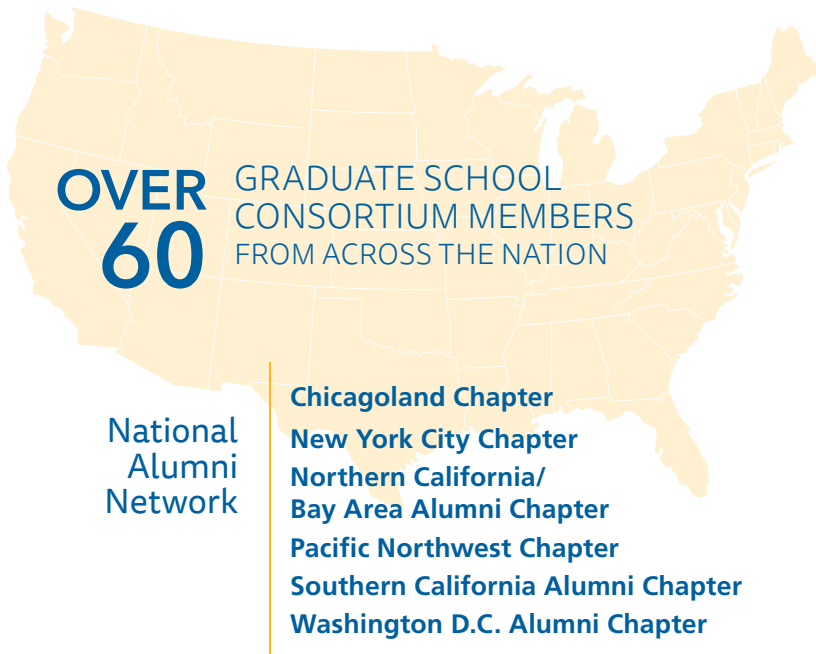 OVER
60
GRADUATE SCHOOL
CONSORTIUM MEMBERS
FROM ACROSS THE NATION
National
Alumni
Network
Chicagoland Chapter
New York City Chapter
Northern California/
Bay Area Alumni Chapter
Pacific Northwest Chapter
Southern California Alumni Chapter
Washington D.C. Alumni Chapter